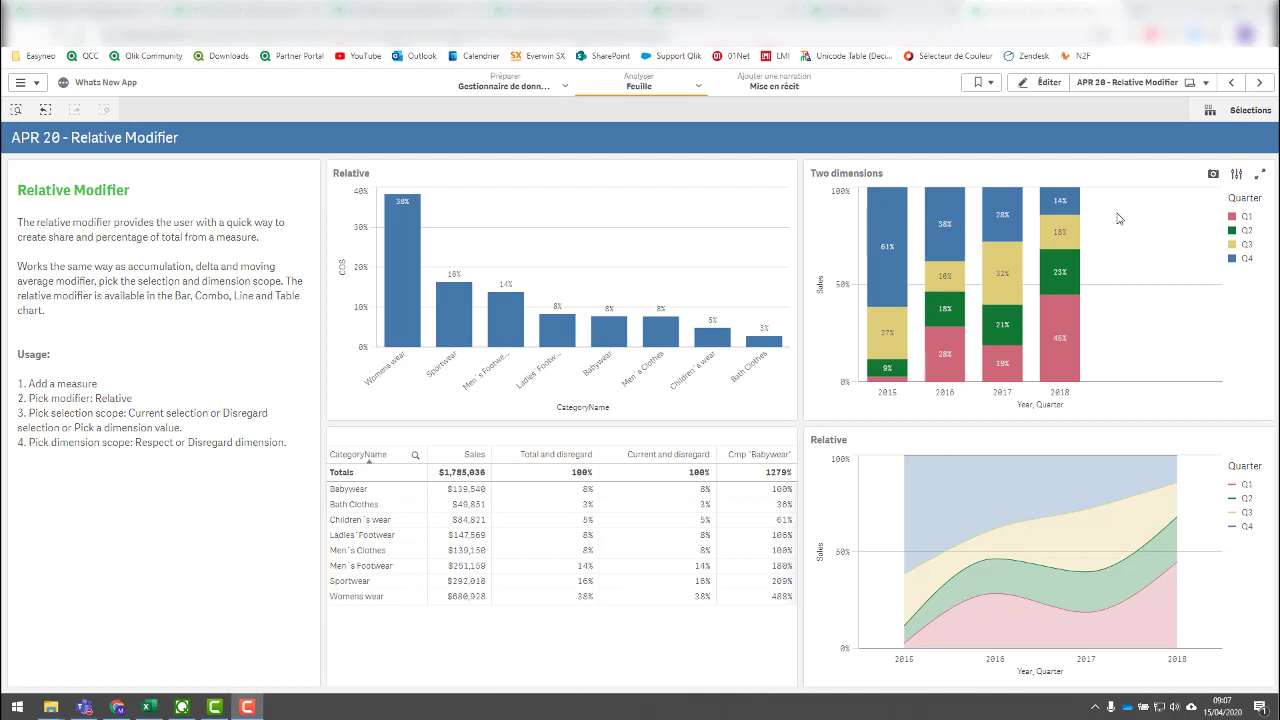 Easyneo QCC Qlik Community Downloads Partner Portal YouTube Outlook Calendrier Everwin SX SharePoint Support Qlik 01Net LMI Unicode Table (Deci... Sélecteur de Couleur Zendesk N2F
Whats New App
Préparer
Gestionnaire de donn...
Analyser
Feuille
Ajouter une narration
Mise en récit
Éditer
APR 20 - Relative Modifier
Sélections
APR 20 - Relative Modifier
Relative Modifier
The relative modifier provides the user with a quick way to
create share and percentage of total from a measure.
Works the same way as accumulation, delta and moving
average modifier, pick the selection and dimension scope. The
relative modifier is available in the Bar, Combo, Line and Table
chart.
Usage:
1. Add a measure
2. Pick modifier: Relative
3. Pick selection scope: Current selection or Disregard
selection or Pick a dimension value.
4. Pick dimension scope: Respect or Disregard dimension.
Relative
40%
30%
20%
10%
0%
COS
38%
16%
14%
8%
8%
8%
5%
3%
Womens wear
Sportwear
Men´s Footwe...
Ladies´Footw...
Babywear
Men´s Clothes
Children´s wear
Bath Clothes
CategoryName
Two dimensions
100%
50%
0%
Sales
61%
27%
9%
38%
16%
18%
28%
28%
32%
21%
19%
14%
18%
23%
45%
2015 2016 2017 2018
Year, Quarter
Quarter
Q1
Q2
Q3
Q4
CategoryName Sales Total and disregard Current and disregard Cmp "Babywear"
Totals $1,785,036 100% 100% 1279%
Babywear $139,540 8% 8% 100%
Bath Clothes $49,851 3% 3% 36%
Children´s wear $84,821 5% 5% 61%
Ladies´Footwear $147,569 8% 8% 106%
Men´s Clothes $139,150 8% 8% 100%
Men´s Footwear $251,159 14% 14% 180%
Sportwear $292,018 16% 16% 209%
Womens wear $680,928 38% 38% 488%
Relative
100%
50%
0%
Sales
2015 2016 2017 2018
Year, Quarter
Quarter
Q1
Q2
Q3
Q4
09:07
15/04/2020